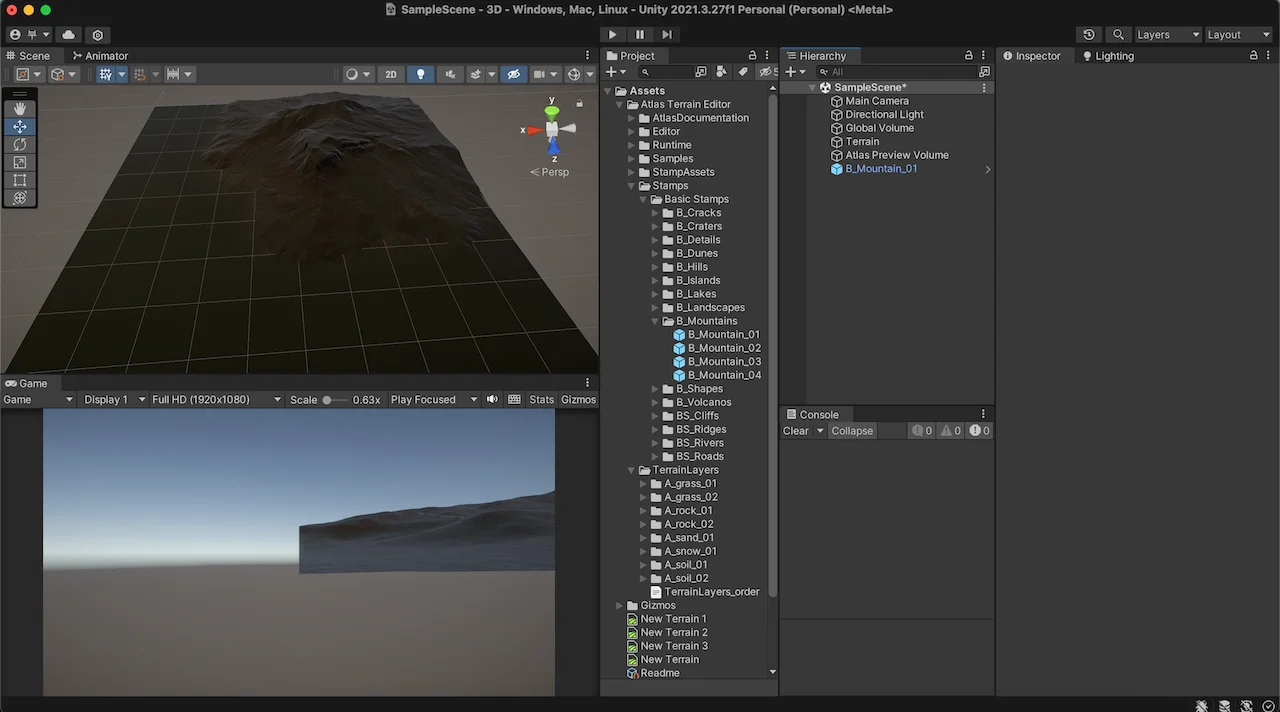 SampleScene - 3D - Windows, Mac, Linux - Unity 2021.3.27f1 Personal (Personal) <Metal>
Layers
Layout
Scene
Animator
2D
y
x
z
Persp
Game
Game
Display 1
Full HD (1920x1080)
Scale
0.63x
Play Focused
Stats
Gizmos
Project
5
Assets
Atlas Terrain Editor
AtlasDocumentation
Editor
Runtime
Samples
StampAssets
Stamps
Basic Stamps
B_Cracks
B_Craters
B_Details
B_Dunes
B_Hills
B_Islands
B_Lakes
B_Landscapes
B_Mountains
B_Mountain_01
B_Mountain_02
B_Mountain_03
B_Mountain_04
B_Shapes
B_Volcanos
BS_Cliffs
BS_Ridges
BS_Rivers
BS_Roads
TerrainLayers
A_grass_01
A_grass_02
A_rock_01
A_rock_02
A_sand_01
A_snow_01
A_soil_01
A_soil_02
TerrainLayers_order
Gizmos
New Terrain 1
New Terrain 2
New Terrain 3
New Terrain
Readme
Hierarchy
All
SampleScene*
Main Camera
Directional Light
Global Volume
Terrain
Atlas Preview Volume
B_Mountain_01
Console
Clear
Collapse
0
0
0
Inspector
Lighting